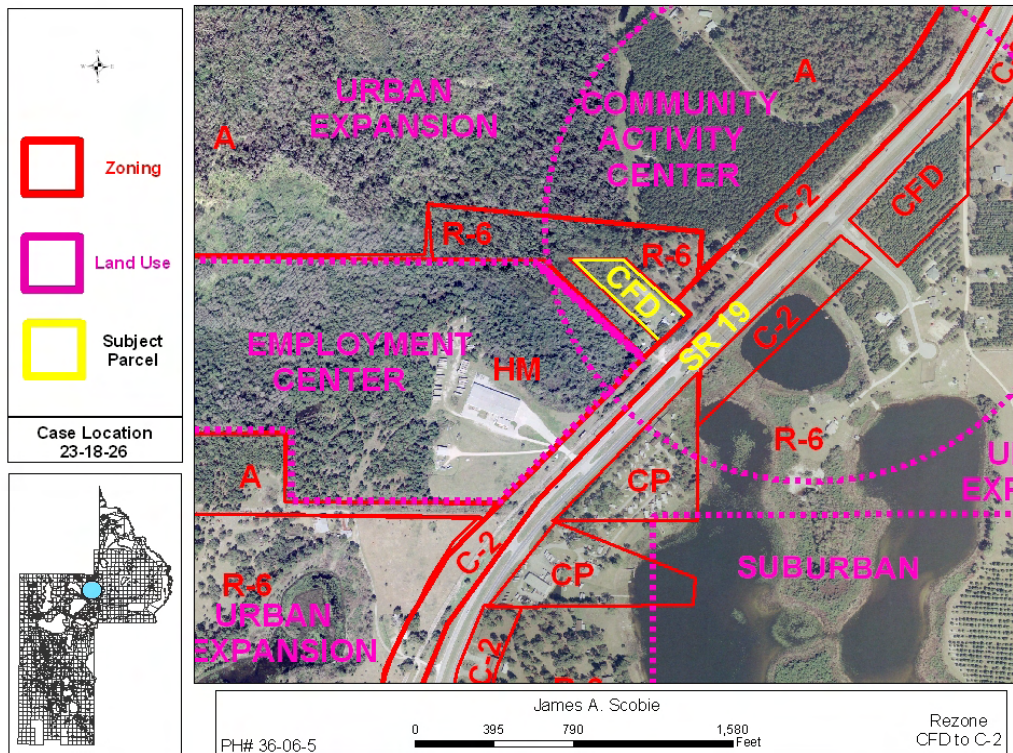 N
W
E
S
Zoning
Land Use
Subject
Parcel
Case Location
23-18-26
URBAN
EXPANSION
COMMUNITY
ACTIVITY
CENTER
A
A
C-2
CFD
R-6
R-6
CFD
SR 19
C-2
EMPLOYMENT
CENTER
HM
R-6
A
CP
SUBURBAN
C-2
CP
R-6
URBAN
EXPANSION
C-2
James A. Scobie
0 395 790 1,580
Feet
PH# 36-06-5
Rezone
CFD to C-2